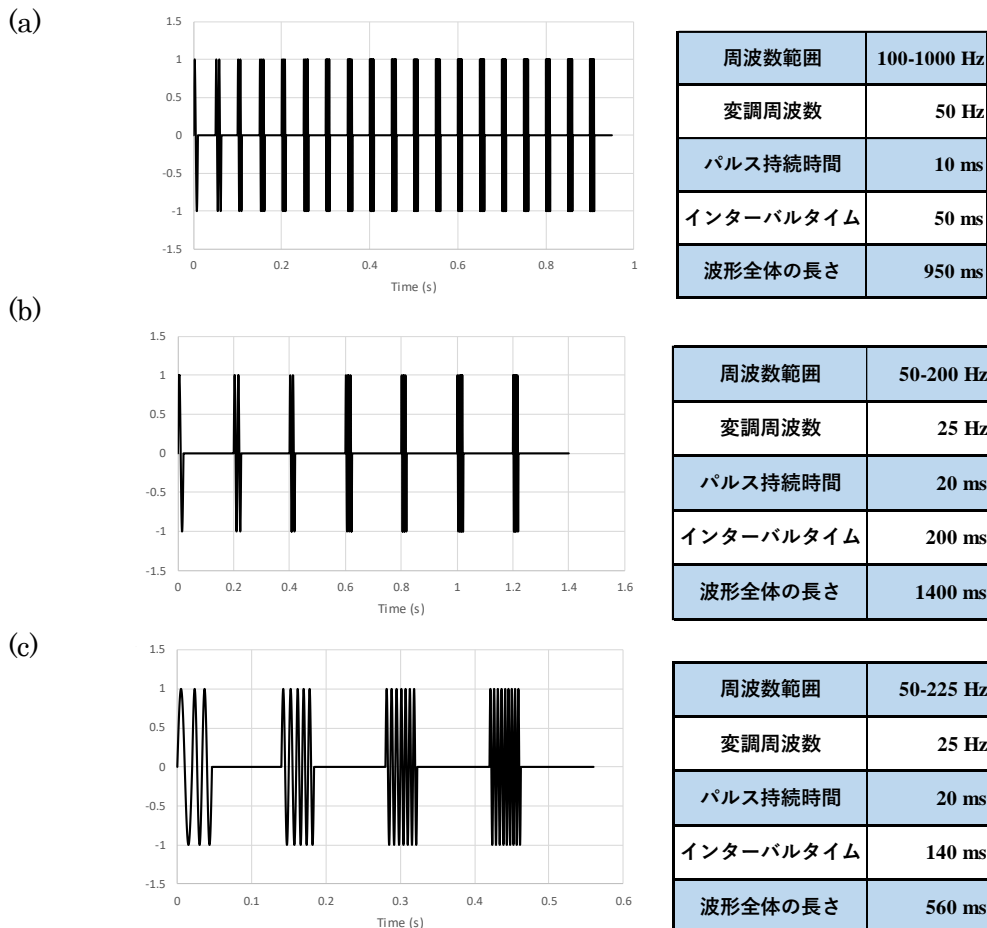 (a)
1.5
1
0.5
0
-0.5
-1
-1.5
0 0.2 0.4 0.6 0.8 1
Time (s)
周波数範囲 100-1000 Hz
変調周波数 50 Hz
パルス持続時間 10 ms
インターバルタイム 50 ms
波形全体の長さ 950 ms
(b)
1.5
1
0.5
0
-0.5
-1
-1.5
0 0.2 0.4 0.6 0.8 1 1.2 1.4 1.6
Time (s)
周波数範囲 50-200 Hz
変調周波数 25 Hz
パルス持続時間 20 ms
インターバルタイム 200 ms
波形全体の長さ 1400 ms
(c)
1.5
1
0.5
0
-0.5
-1
-1.5
0 0.1 0.2 0.3 0.4 0.5 0.6
Time (s)
周波数範囲 50-225 Hz
変調周波数 25 Hz
パルス持続時間 20 ms
インターバルタイム 140 ms
波形全体の長さ 560 ms